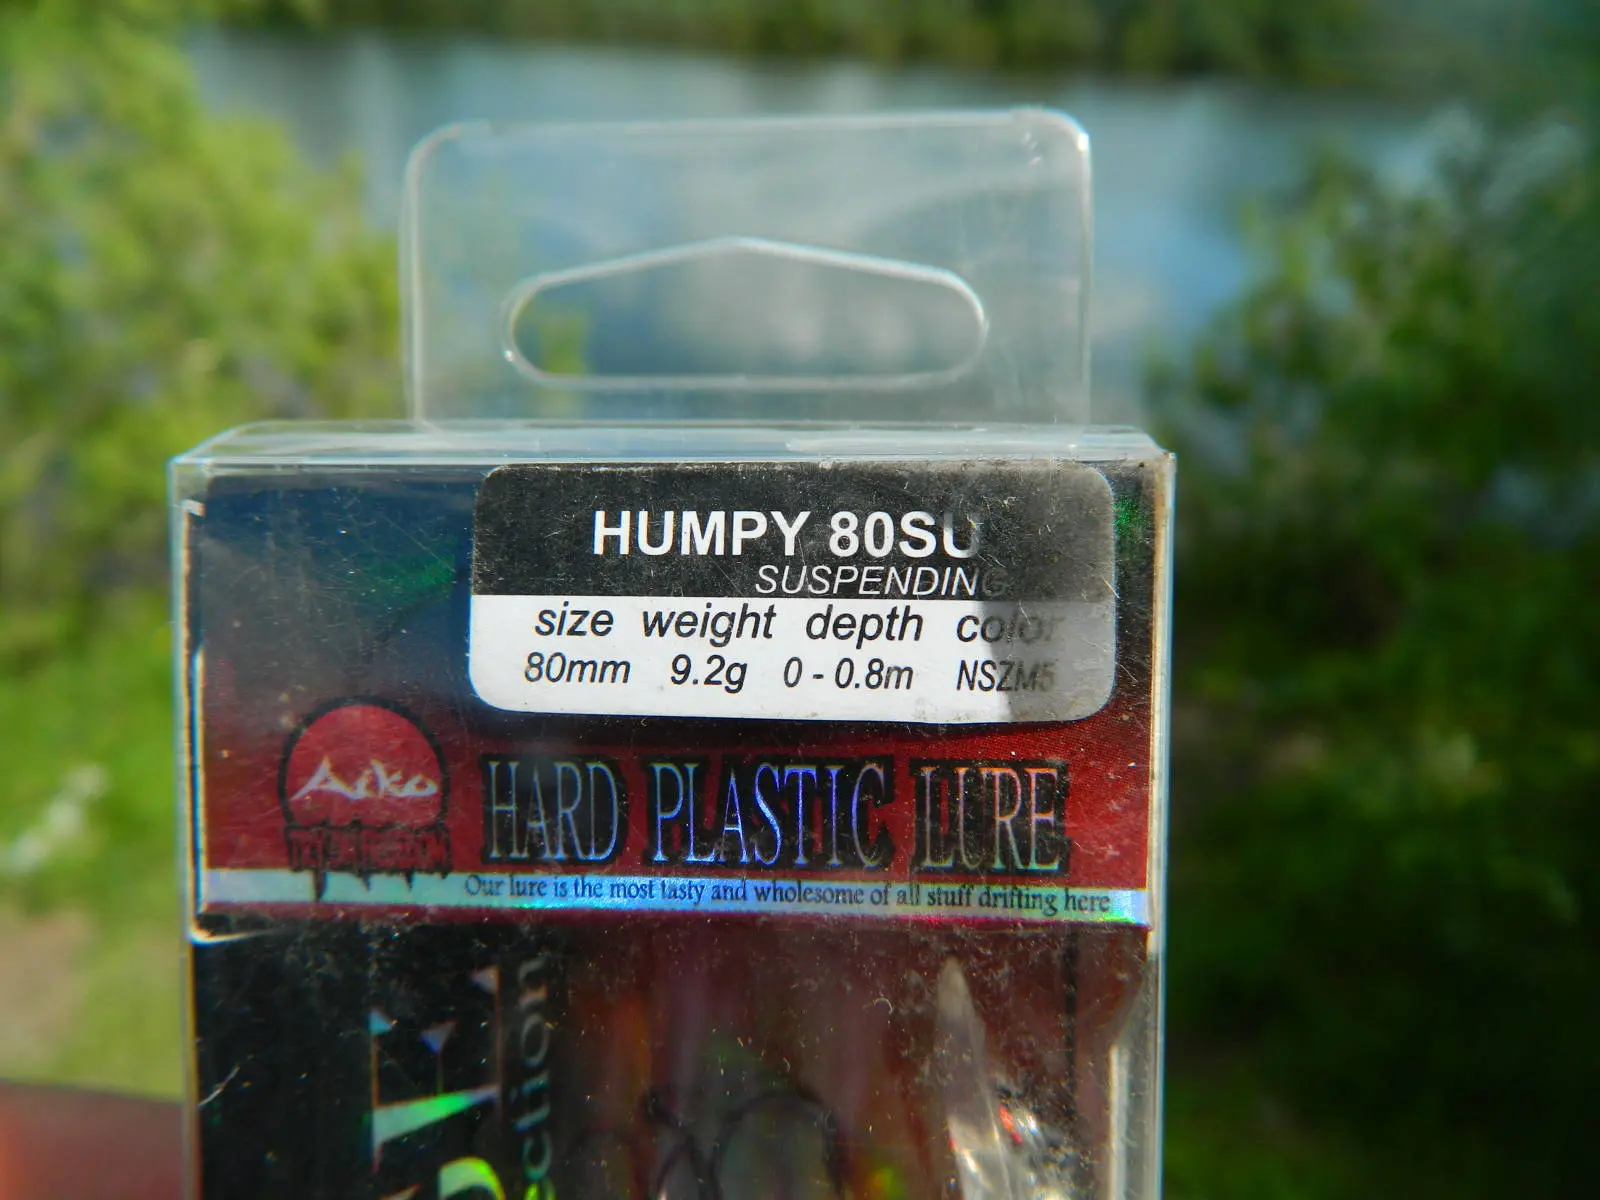 HUMPY 80SU
SUSPENDING
size weight depth color
80mm 9.2g 0 - 0.8m NSZM5
Aiko
HARD PLASTIC LURE
Our lure is the most tasty and wholesome of all stuff drifting here
ction